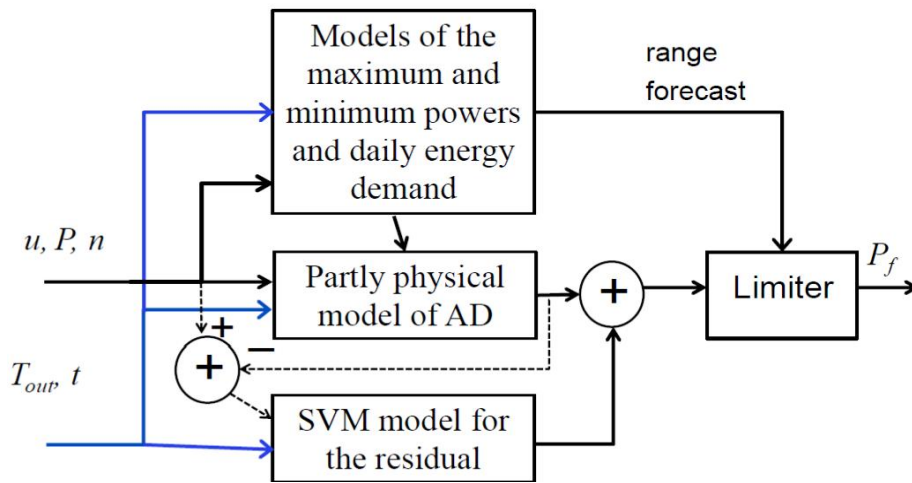 Models of the
maximum and
minimum powers
and daily energy
demand
range
forecast
u, P, n
Partly physical
model of AD
+
Limiter
P_f
+
−
+
T_out, t
SVM model for
the residual